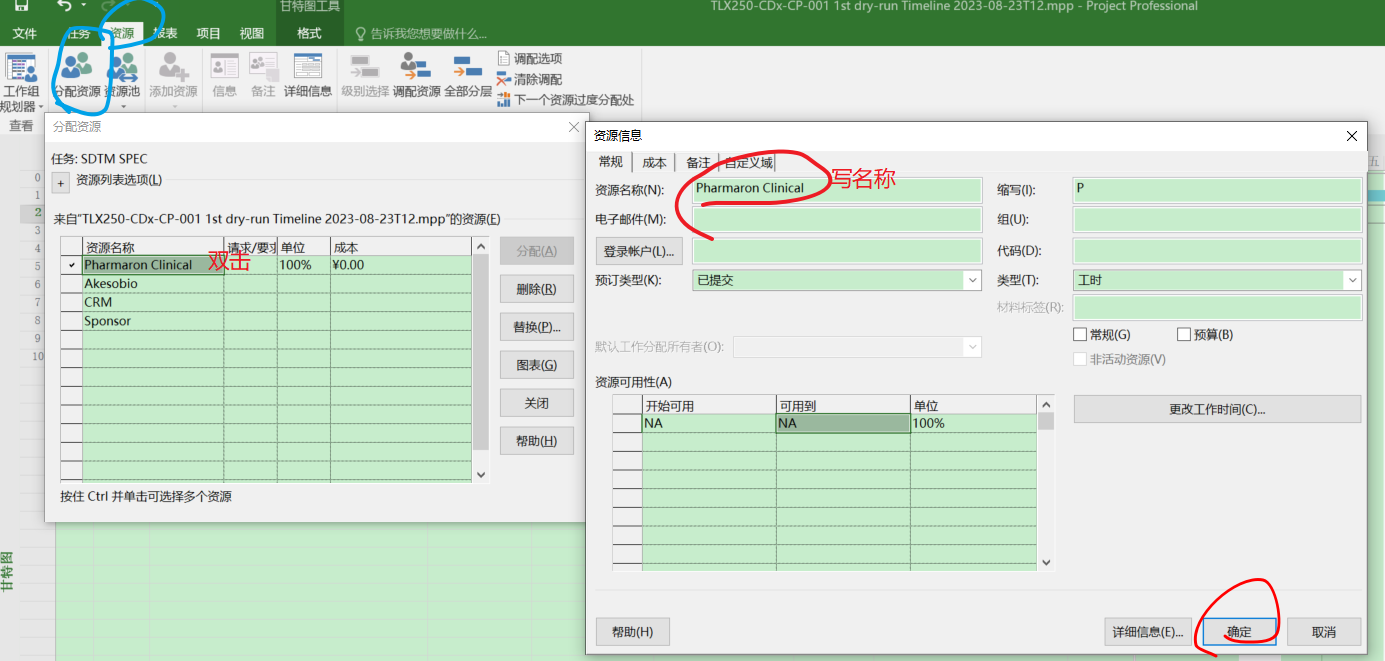 甘特图工具
TLX250-CDx-CP-001 1st dry-run Timeline 2023-08-23T12.mpp - Project Professional
文件 任务 资源 报表 项目 视图 格式 告诉我您想要做什么...
工作组规划器 分配资源 资源池 添加资源 信息 备注 详细信息 级别选择 调配资源 全部分层
调配选项
清除调配
下一个资源过度分配处
查看
分配资源
任务: SDTM SPEC
+ 资源列表选项(L)
来自"TLX250-CDx-CP-001 1st dry-run Timeline 2023-08-23T12.mpp"的资源(E)
资源名称 请求/要求 单位 成本
Pharmaron Clinical 双击 100% ¥0.00
Akesobio
CRM
Sponsor
分配(A)
删除(R)
替换(P)...
图表(G)
关闭
帮助(H)
按住 Ctrl 并单击可选择多个资源
0
1
2
3
4
5
6
7
8
9
10
甘特图
资源信息
常规 成本 备注 自定义域
资源名称(N): Pharmaron Clinical 写名称 缩写(I): P
电子邮件(M): 组(U):
登录帐户(L)... 代码(D):
预订类型(K): 已提交 类型(T): 工时
材料标签(R):
常规(G) 预算(B)
默认工作分配所有者(O): 非活动资源(V)
资源可用性(A)
开始可用 可用到 单位
NA NA 100%
更改工作时间(C)...
帮助(H) 详细信息(E)... 确定 取消
五